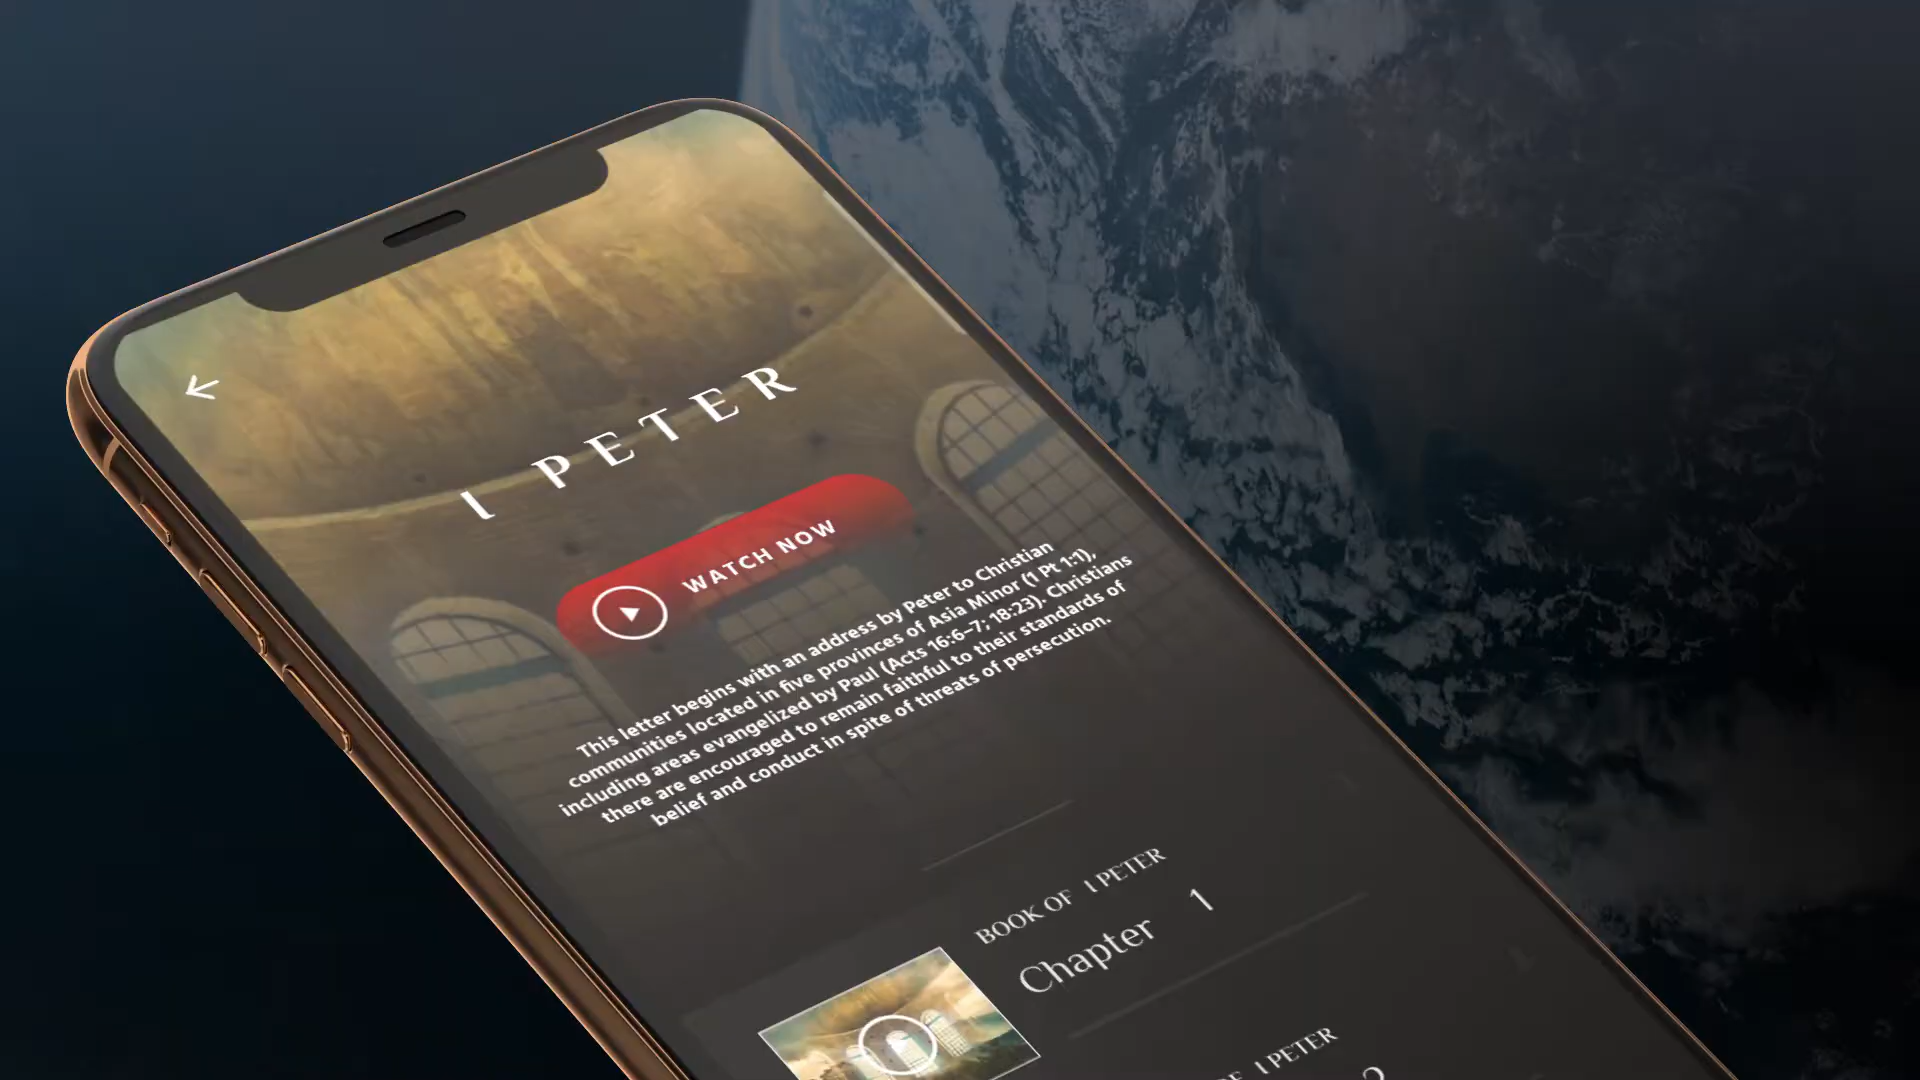 I PETER
WATCH NOW
This letter begins with an address by Peter to Christian
communities located in five provinces of Asia Minor (1 Pt 1:1),
including areas evangelized by Paul (Acts 16:6–7; 18:23). Christians
there are encouraged to remain faithful to their standards of
belief and conduct in spite of threats of persecution.
BOOK OF I PETER
Chapter 1
I PETER